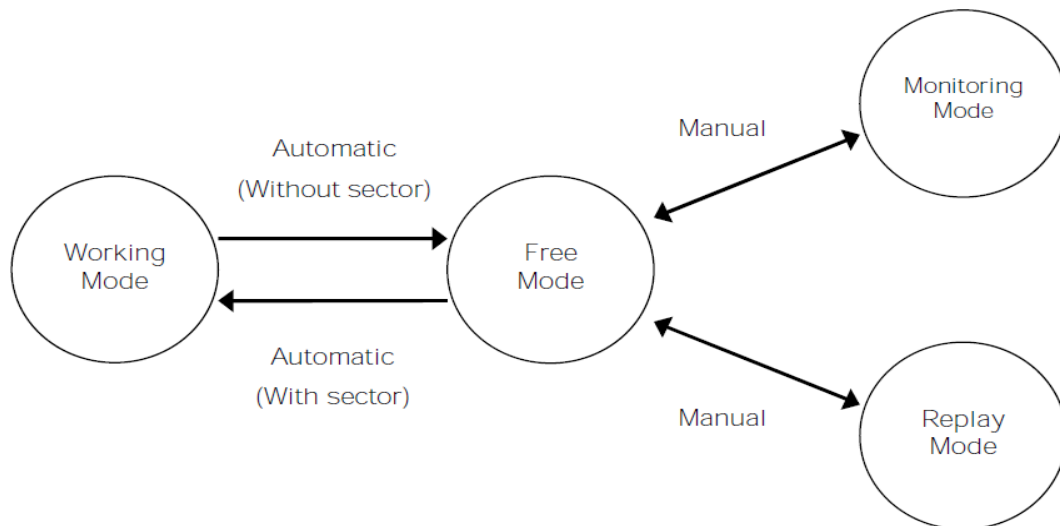 Automatic
(Without sector)
Working
Mode
Automatic
(With sector)
Free
Mode
Manual
Monitoring
Mode
Manual
Replay
Mode